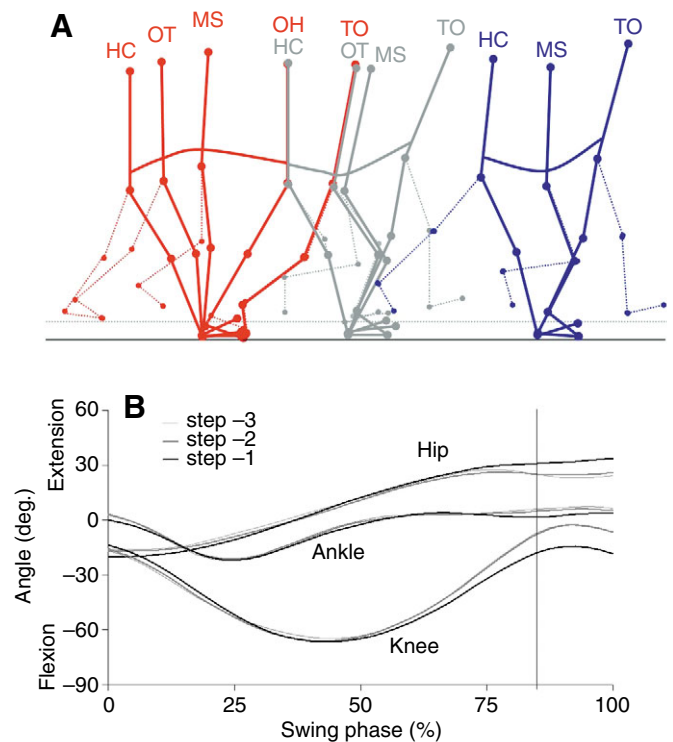 A
HC
OT
MS
OH
HC
TO
OT
MS
TO
HC
MS
TO
B
Extension
Angle (deg.)
Flexion
60
30
0
–30
–60
–90
step –3
step –2
step –1
Hip
Ankle
Knee
0
25
50
75
100
Swing phase (%)